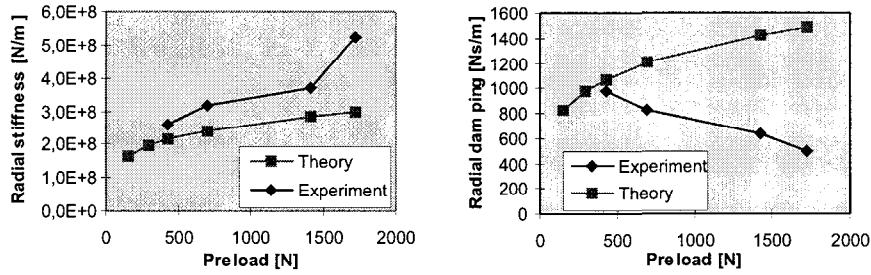 Radial stiffness [N/m]
6,0E+8
5,0E+8
4,0E+8
3,0E+8
2,0E+8
1,0E+8
0,0E+0
Theory
Experiment
0
500
1000
1500
2000
Preload [N]
Radial dam ping [Ns/m]
1600
1400
1200
1000
800
600
400
200
0
Experiment
Theory
0
500
1000
1500
2000
Preload [N]